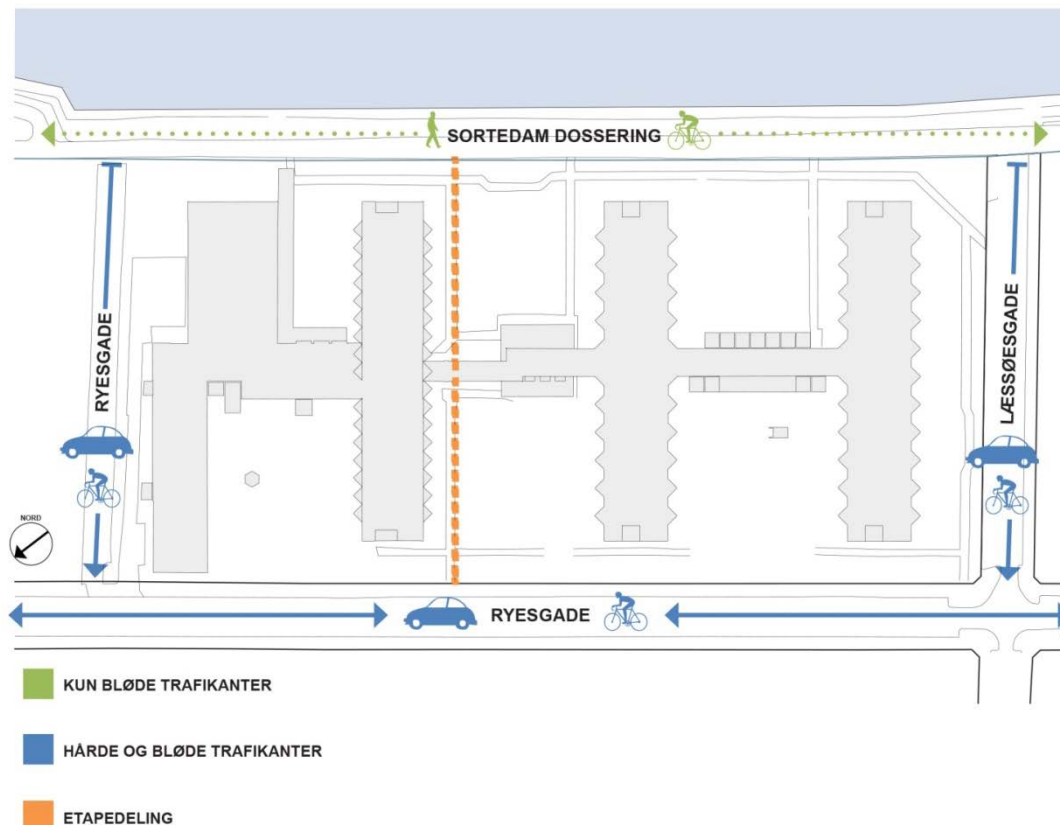 SORTEDAM DOSSERING
RYESGADE
LÆSSØESGADE
NORD
RYESGADE
KUN BLØDE TRAFIKANTER
HÅRDE OG BLØDE TRAFIKANTER
ETAPEDELING